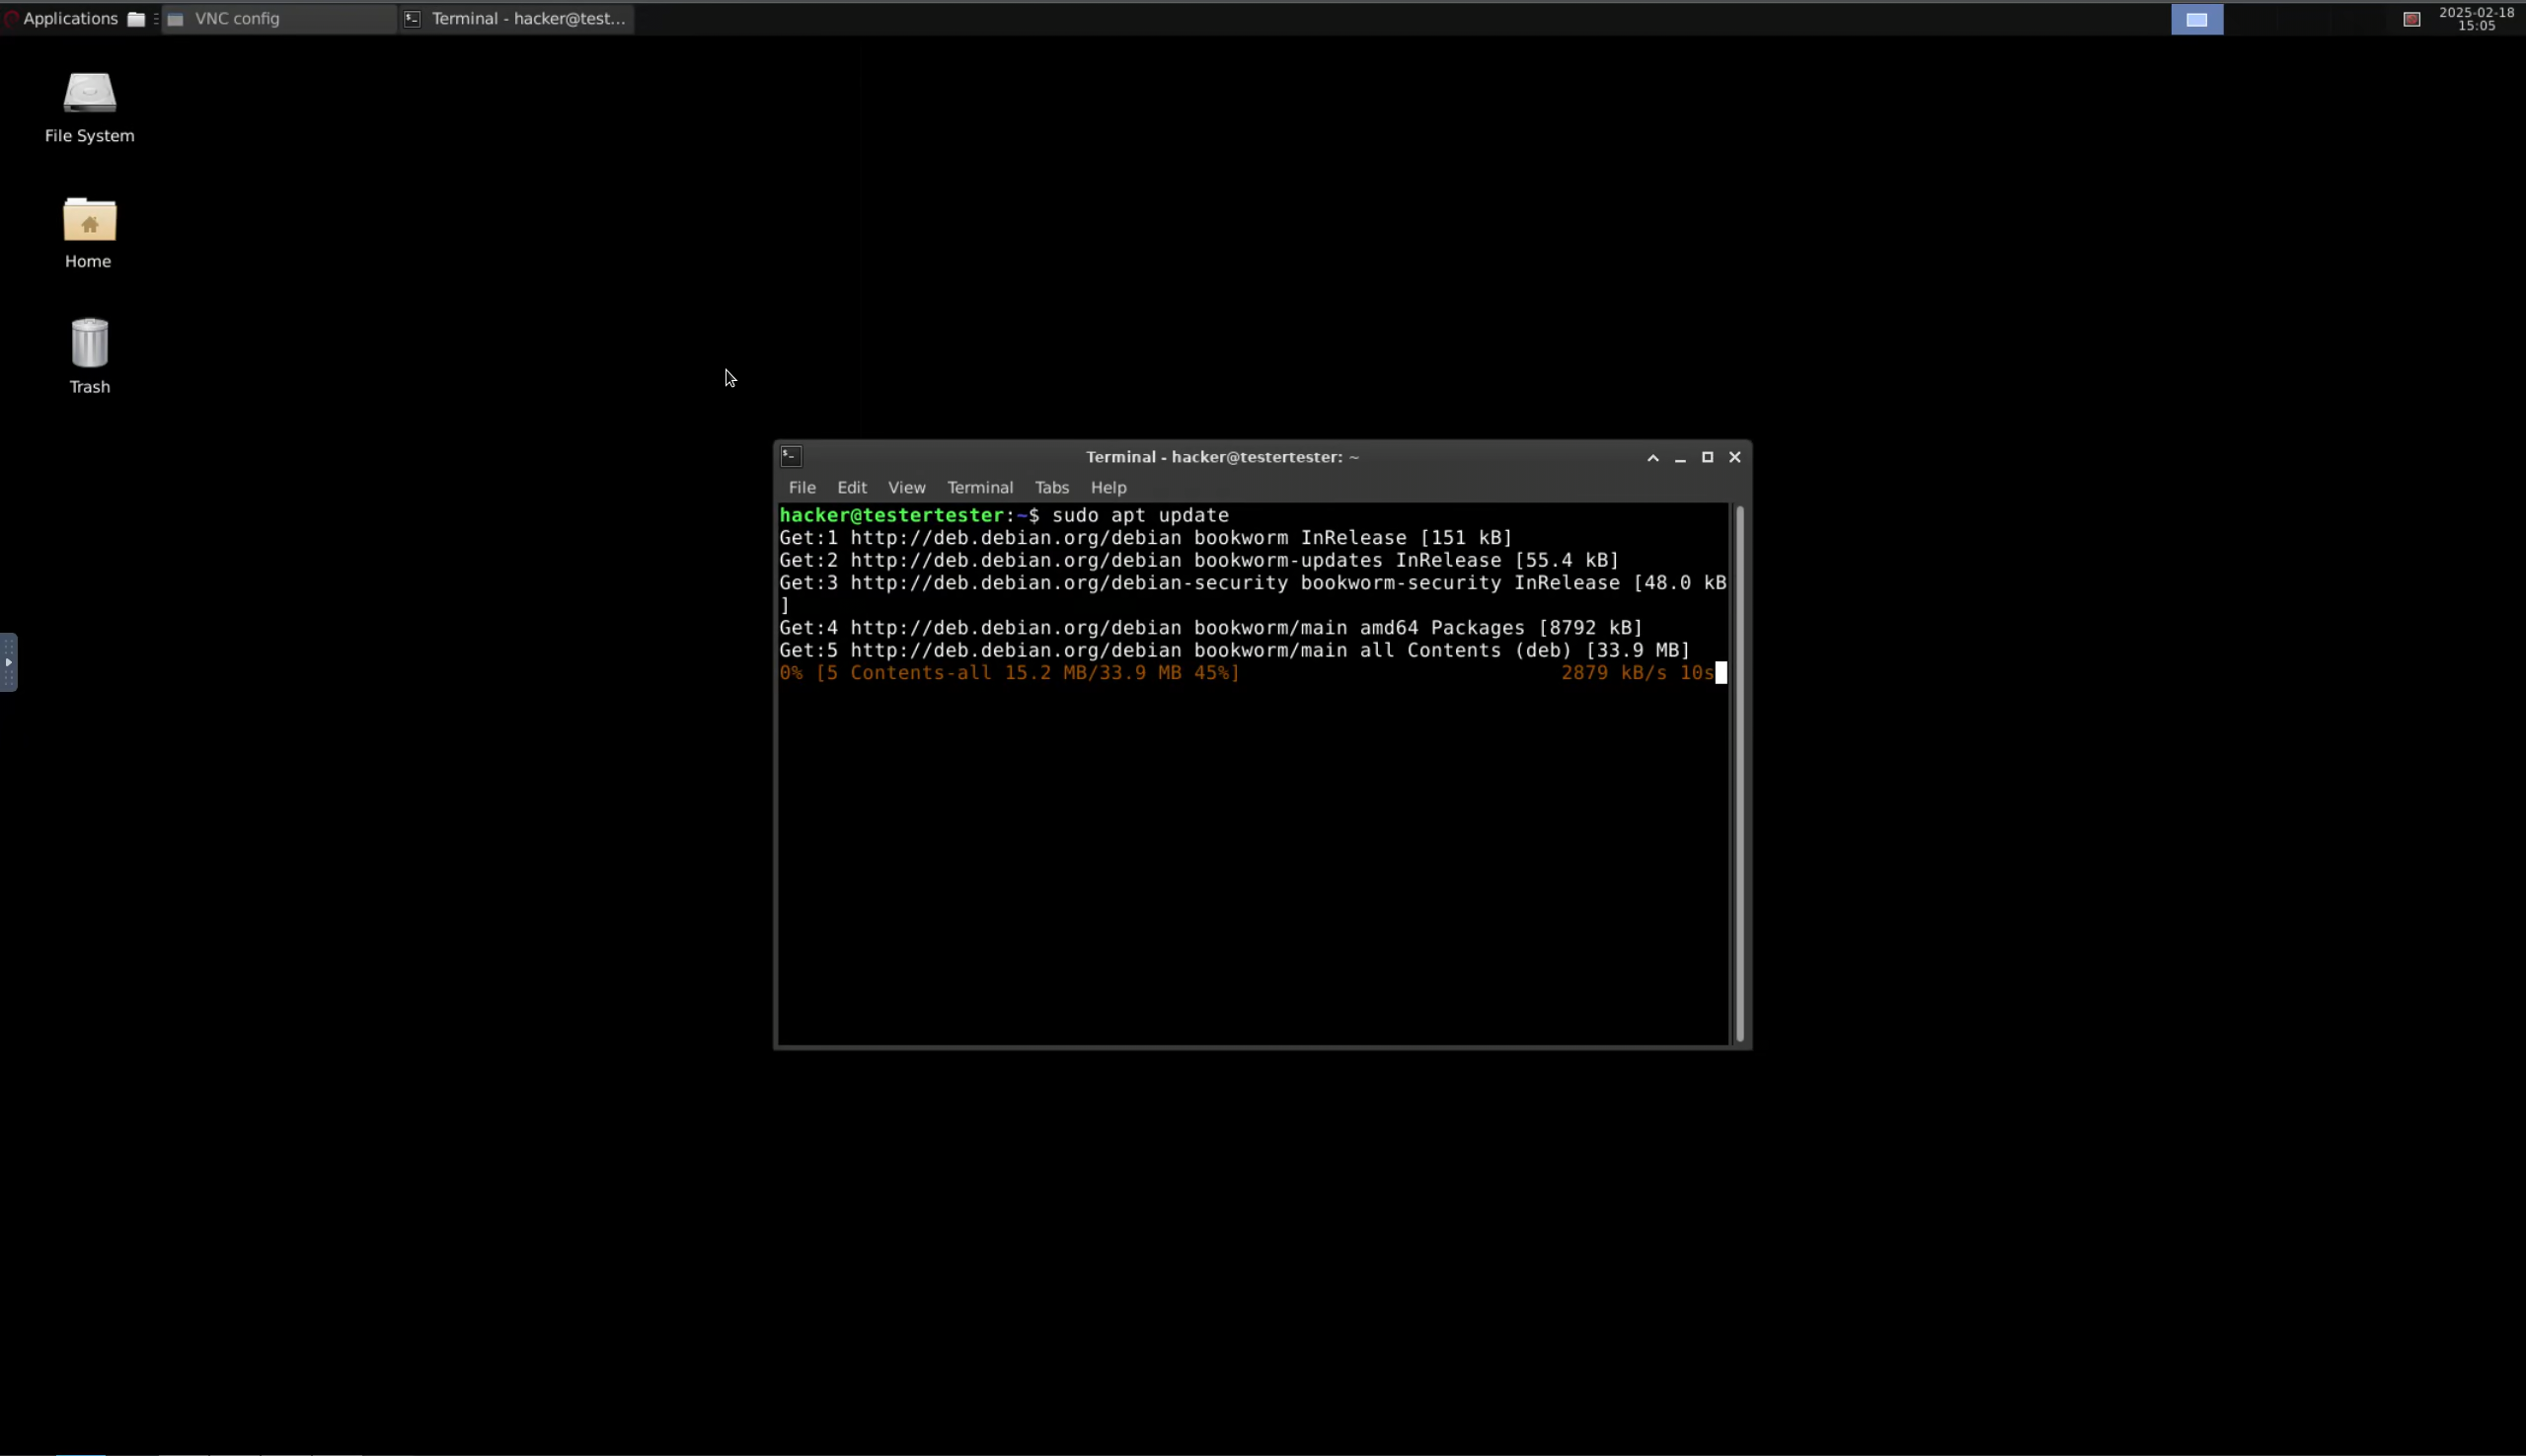 Applications
VNC config
Terminal - hacker@test...
2025-02-18
15:05
File System
Home
Trash
Terminal - hacker@testertester: ~
File Edit View Terminal Tabs Help
hacker@testertester:~$ sudo apt update
Get:1 http://deb.debian.org/debian bookworm InRelease [151 kB]
Get:2 http://deb.debian.org/debian bookworm-updates InRelease [55.4 kB]
Get:3 http://deb.debian.org/debian-security bookworm-security InRelease [48.0 kB
]
Get:4 http://deb.debian.org/debian bookworm/main amd64 Packages [8792 kB]
Get:5 http://deb.debian.org/debian bookworm/main all Contents (deb) [33.9 MB]
0% [5 Contents-all 15.2 MB/33.9 MB 45%] 2879 kB/s 10s